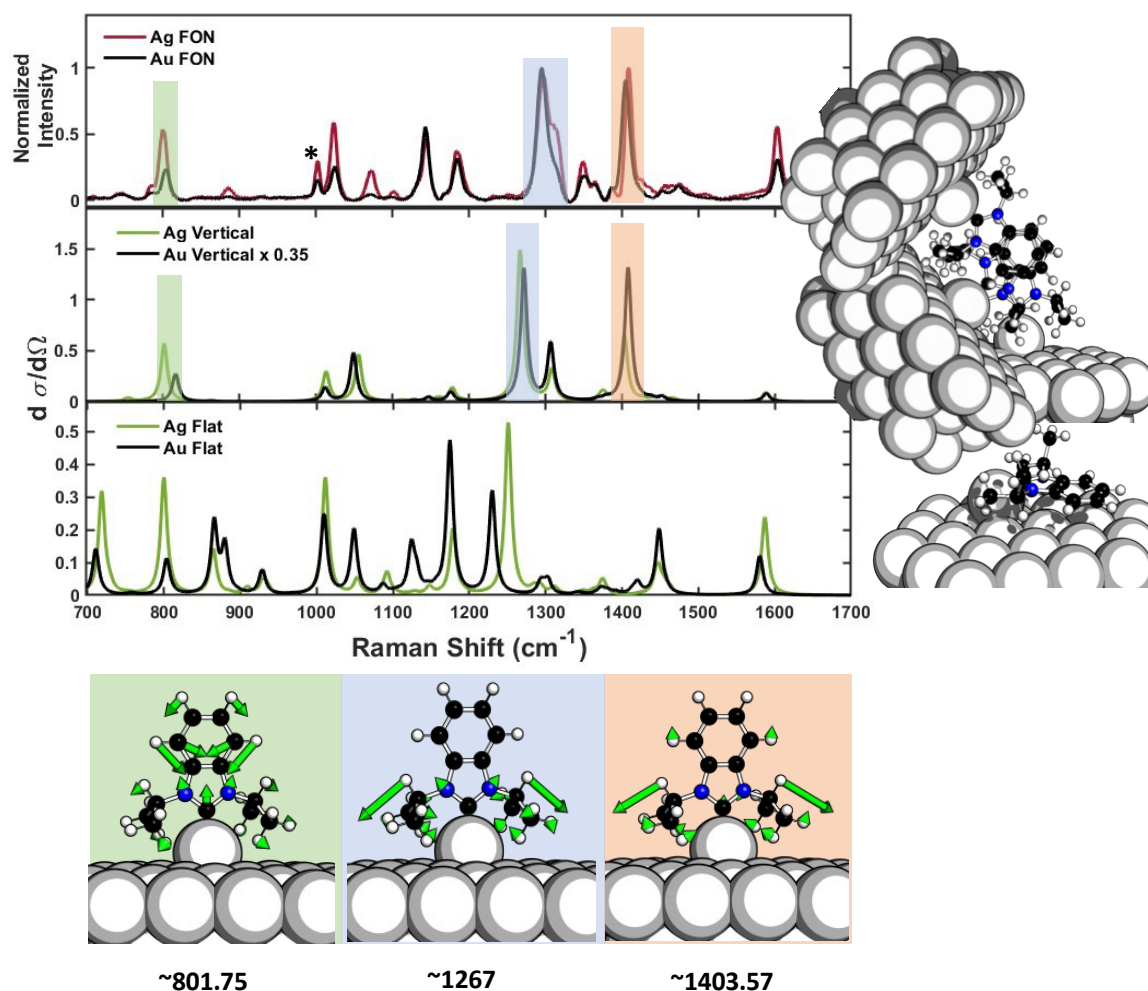 Ag FON
Au FON
Normalized
Intensity
1
0.5
0
*
Ag Vertical
Au Vertical x 0.35
1.5
1
0.5
0
d σ/dΩ
Ag Flat
Au Flat
0.5
0.4
0.3
0.2
0.1
0
700 800 900 1000 1100 1200 1300 1400 1500 1600 1700
Raman Shift (cm⁻¹)
~801.75 ~1267 ~1403.57